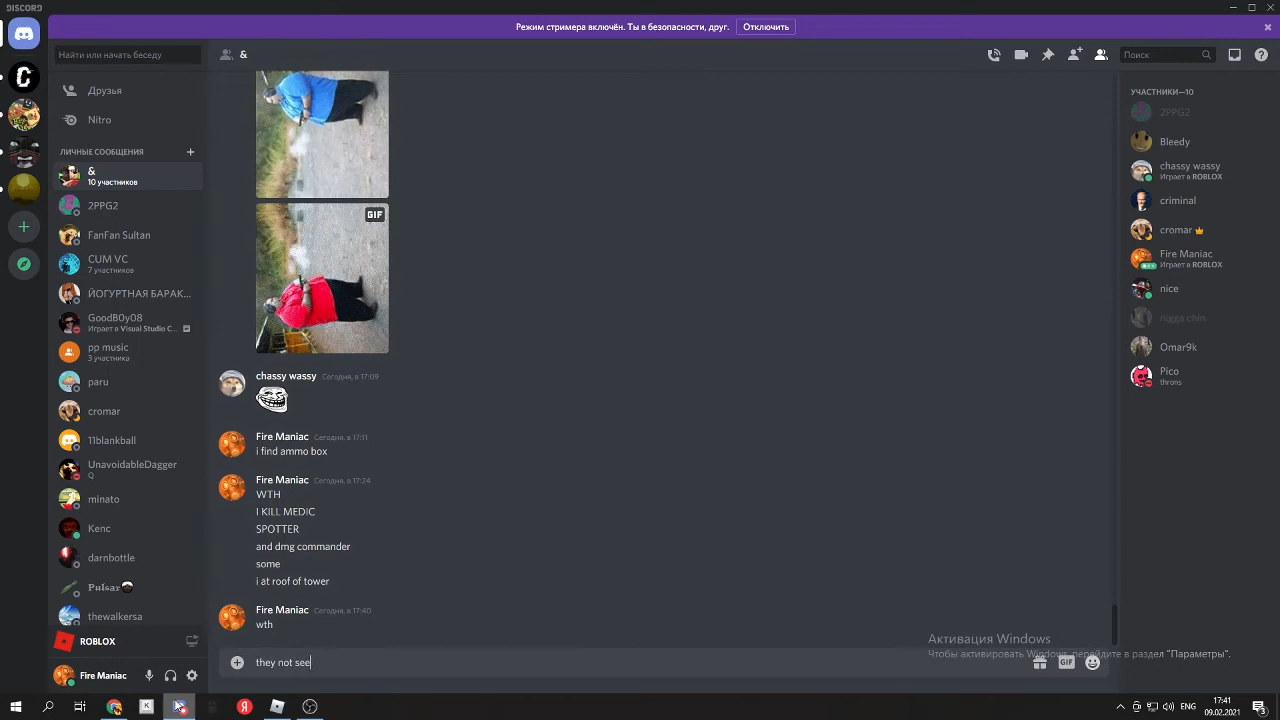 DISCORD
Режим стримера включён. Ты в безопасности, друг.
Отключить
Найти или начать беседу
&
Поиск
Друзья
Nitro
ЛИЧНЫЕ СООБЩЕНИЯ
&
10 участников
2PPG2
FanFan Sultan
CUM VC
7 участников
ЙОГУРТНАЯ БАРАК...
GoodB0y08
Играет в Visual Studio C...
pp music
3 участника
paru
cromar
11blankball
UnavoidableDagger
Q
minato
Kenc
darnbottle
Pulsar
thewalkersa
ROBLOX
Fire Maniac
GIF
chassy wassy Сегодня, в 17:09
Fire Maniac Сегодня, в 17:11
i find ammo box
Fire Maniac Сегодня, в 17:24
WTH
I KILL MEDIC
SPOTTER
and dmg commander
some
i at roof of tower
Fire Maniac Сегодня, в 17:40
wth
they not see
GIF
УЧАСТНИКИ—10
2PPG2
Bleedy
chassy wassy
Играет в ROBLOX
criminal
cromar
Fire Maniac
Играет в ROBLOX
nice
nigga chin
Omar9k
Pico
throns
Активация Windows
Чтобы активировать Windows, перейдите в раздел "Параметры".
K
Я
ENG
17:41
09.02.2021